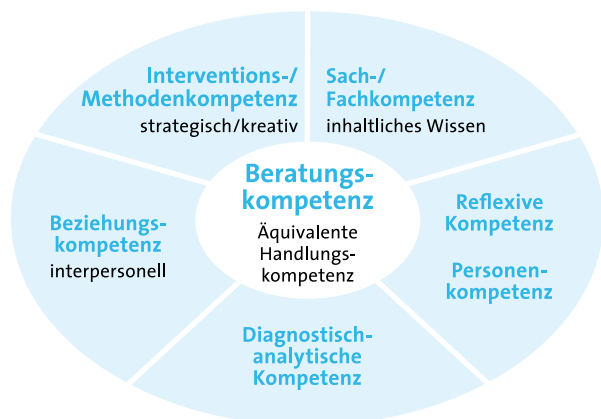 Interventions-/
Methodenkompetenz
strategisch/kreativ
Sach-/
Fachkompetenz
inhaltliches Wissen
Beratungs-
kompetenz
Äquivalente
Handlungs-
kompetenz
Beziehungs-
kompetenz
interpersonell
Reflexive
Kompetenz
Personen-
kompetenz
Diagnostisch-
analytische
Kompetenz